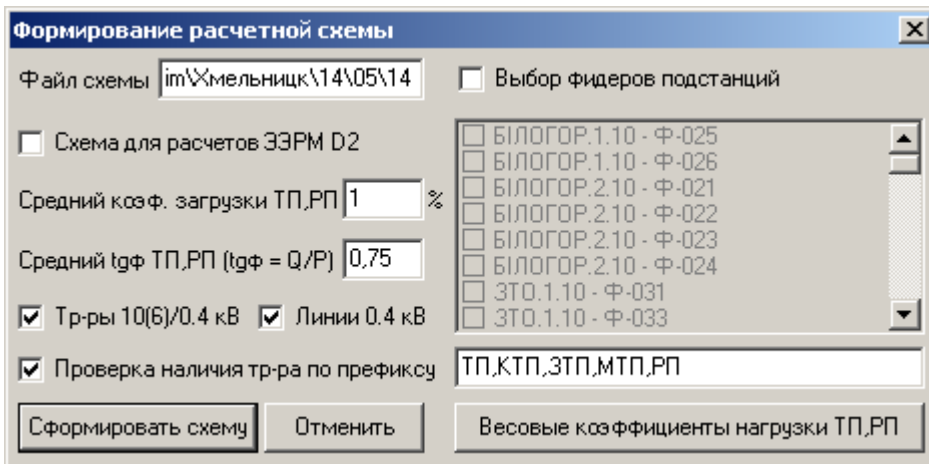 Формирование расчетной схемы
Файл схемы im\Хмельницк\14\05\14
Выбор фидеров подстанций
Схема для расчетов ЭЭРМ D2
Средний коэф. загрузки ТП,РП 1 %
Средний tgφ ТП,РП (tgφ = Q/P) 0,75
Тр-ры 10(6)/0.4 кВ Линии 0.4 кВ
БІЛОГОР.1.10 - Ф-025
БІЛОГОР.1.10 - Ф-026
БІЛОГОР.2.10 - Ф-021
БІЛОГОР.2.10 - Ф-022
БІЛОГОР.2.10 - Ф-023
БІЛОГОР.2.10 - Ф-024
ЗТО.1.10 - Ф-031
ЗТО.1.10 - Ф-033
Проверка наличия тр-ра по префиксу ТП,КТП,ЗТП,МТП,РП
Сформировать схему Отменить Весовые коэффициенты нагрузки ТП,РП